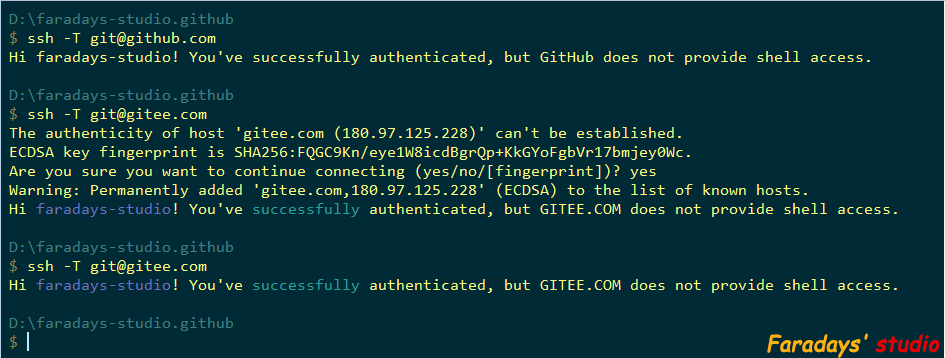 D:\faradays-studio.github
$ ssh -T git@github.com
Hi faradays-studio! You've successfully authenticated, but GitHub does not provide shell access.
D:\faradays-studio.github
$ ssh -T git@gitee.com
The authenticity of host 'gitee.com (180.97.125.228)' can't be established.
ECDSA key fingerprint is SHA256:FQGC9Kn/eye1W8icdBgrQp+KkGYoFgbVr17bmjey0Wc.
Are you sure you want to continue connecting (yes/no/[fingerprint])? yes
Warning: Permanently added 'gitee.com,180.97.125.228' (ECDSA) to the list of known hosts.
Hi faradays-studio! You've successfully authenticated, but GITEE.COM does not provide shell access.
D:\faradays-studio.github
$ ssh -T git@gitee.com
Hi faradays-studio! You've successfully authenticated, but GITEE.COM does not provide shell access.
D:\faradays-studio.github
$
Faradays' studio